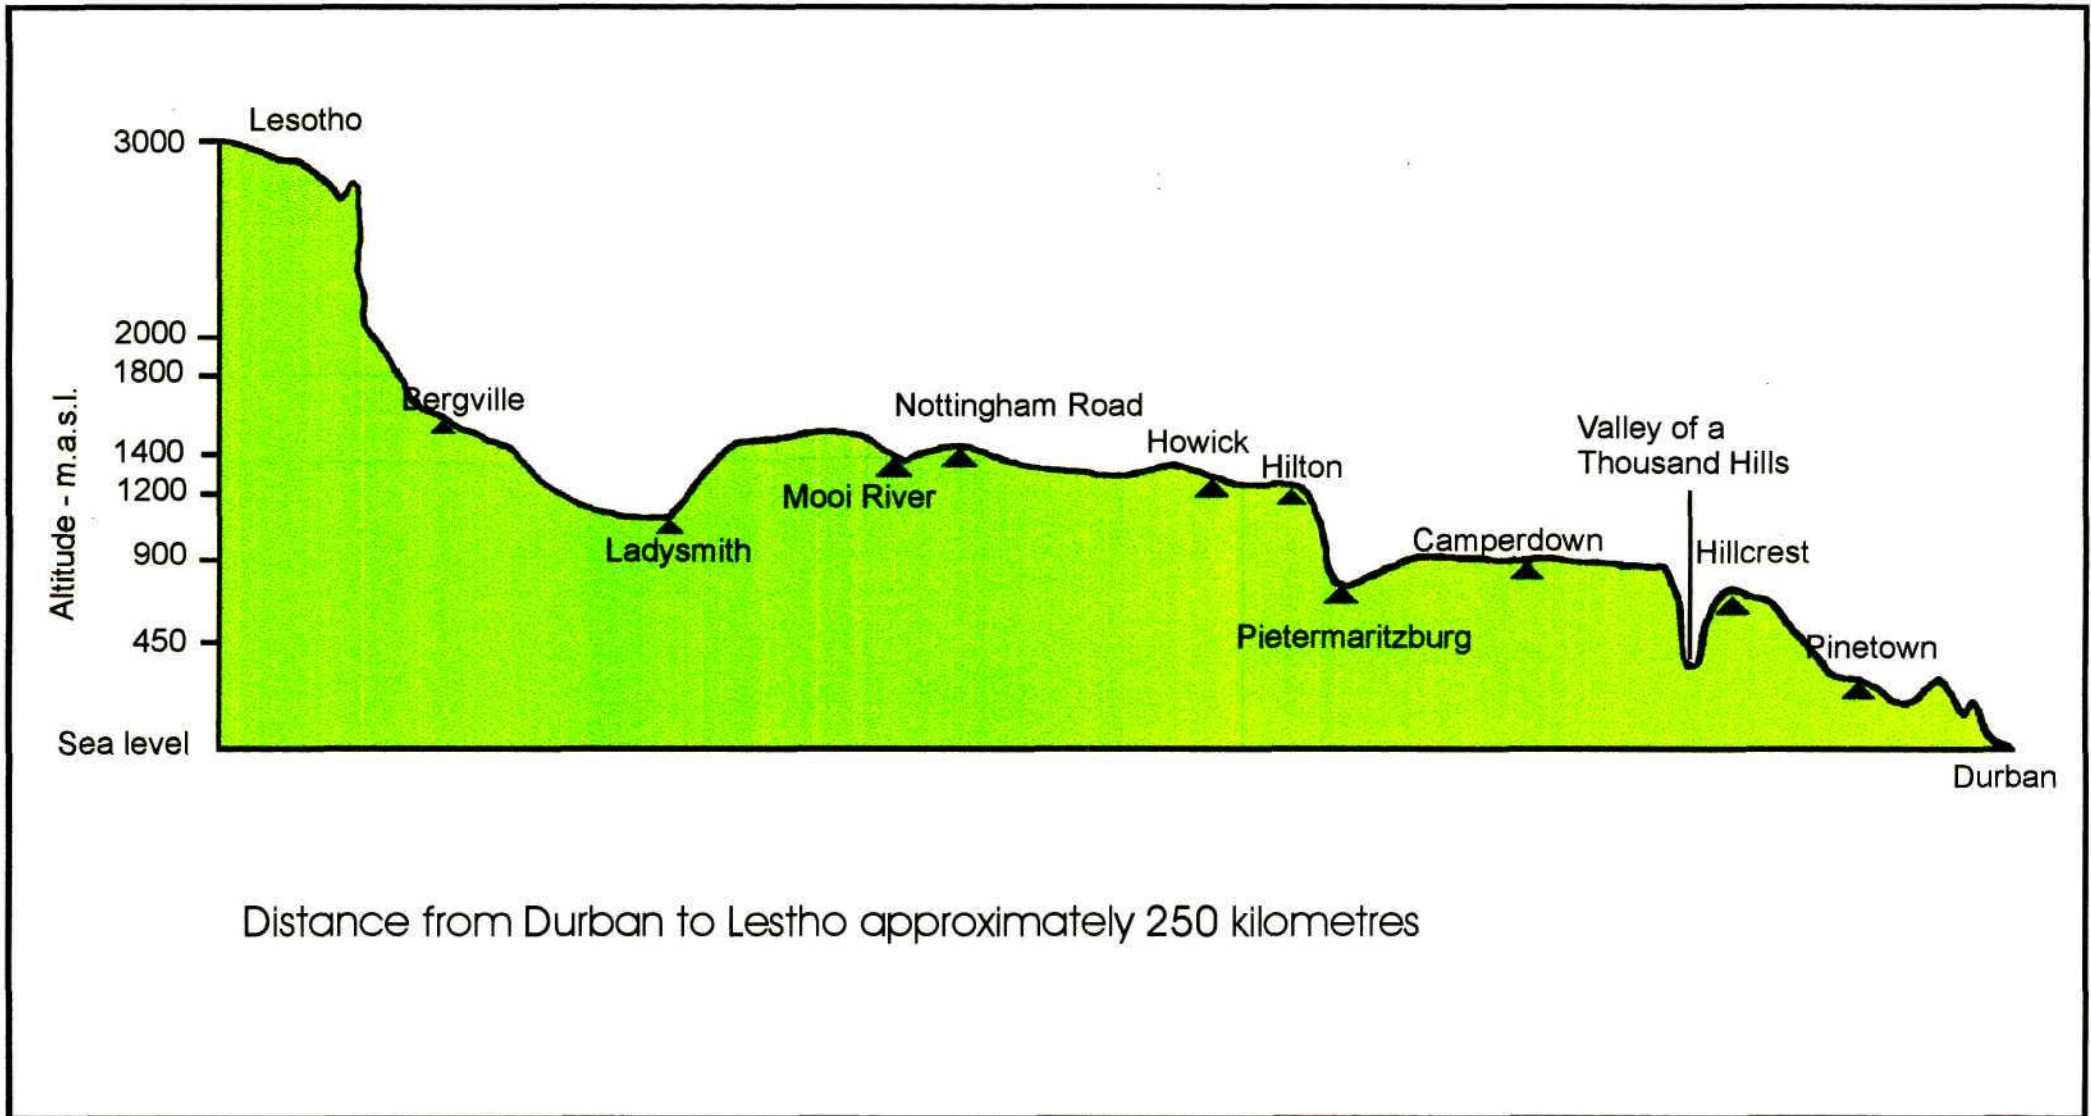 Lesotho
3000
2000
1800
Bergville
Nottingham Road
1400
Howick
Valley of a
Thousand Hills
Hilton
1200
Mooi River
Ladysmith
900
Camperdown
Hillcrest
450
Pietermaritzburg
Pinetown
Sea level
Durban
Altitude - m.a.s.l.
Distance from Durban to Lestho approximately 250 kilometres